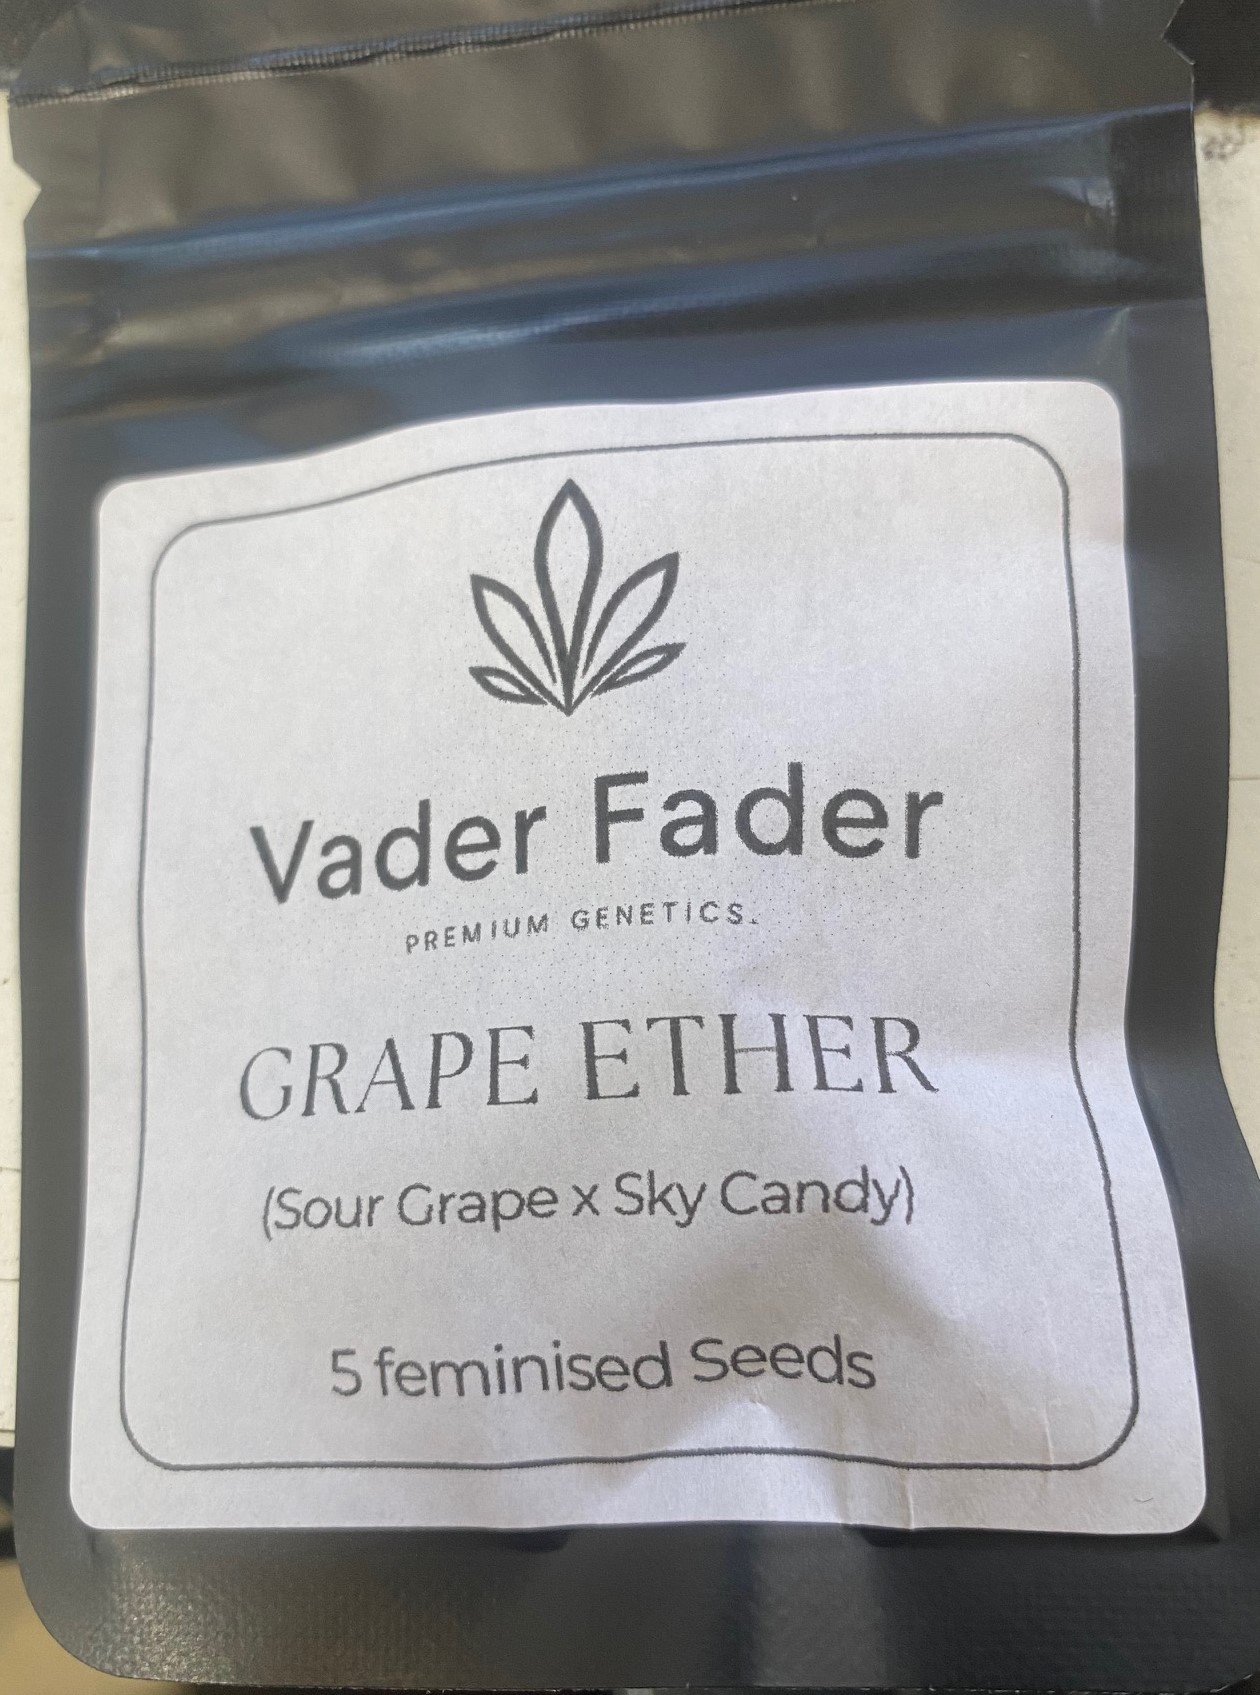 Vader Fader
PREMIUM GENETICS.
GRAPE ETHER
(Sour Grape x Sky Candy)
5 feminised Seeds